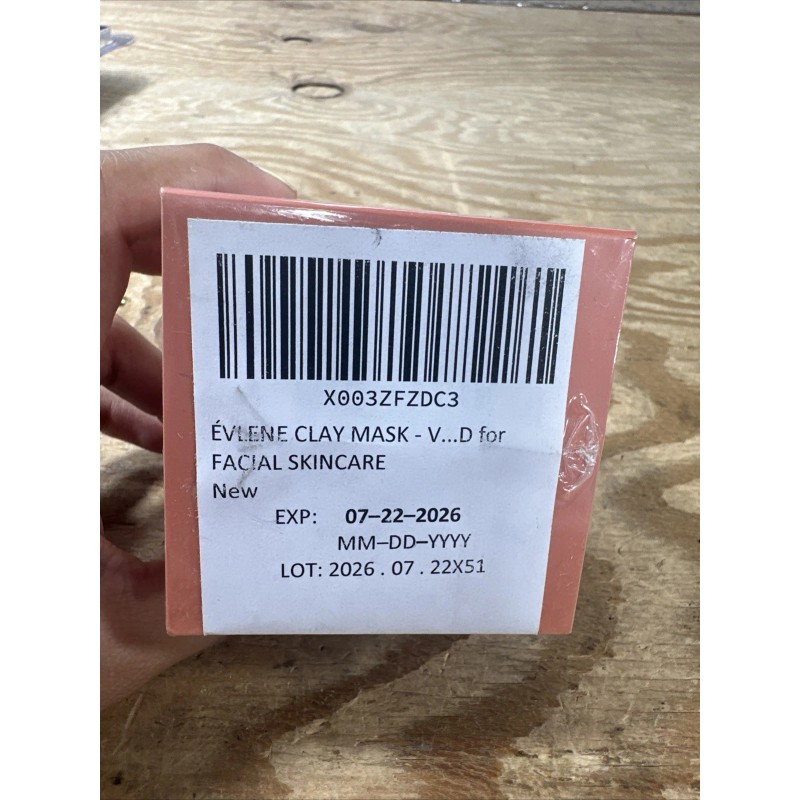 X003ZFZDC3
ÉVLENE CLAY MASK - V...D for
FACIAL SKINCARE
New
EXP: 07–22–2026
MM–DD–YYYY
LOT: 2026 . 07 . 22X51